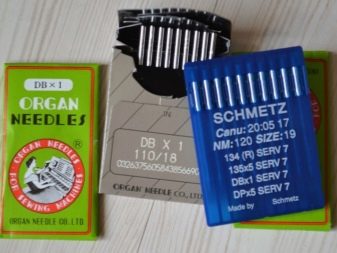 DB × 1
ORGAN
NEEDLES
ORGAN NEEDLES
FOR SEWING MACHINES
®
ORGAN NEEDLE CO., LTD
IN
DB X 1
110/18
ORGAN NEEDLE CO., LTD
SCHMETZ
Canu: 20:05 17
NM: 120 SIZE: 19
134 (R) SERV 7
135x5 SERV 7
DBx1 SERV 7
DPx5 SERV 7
Made by Schmetz